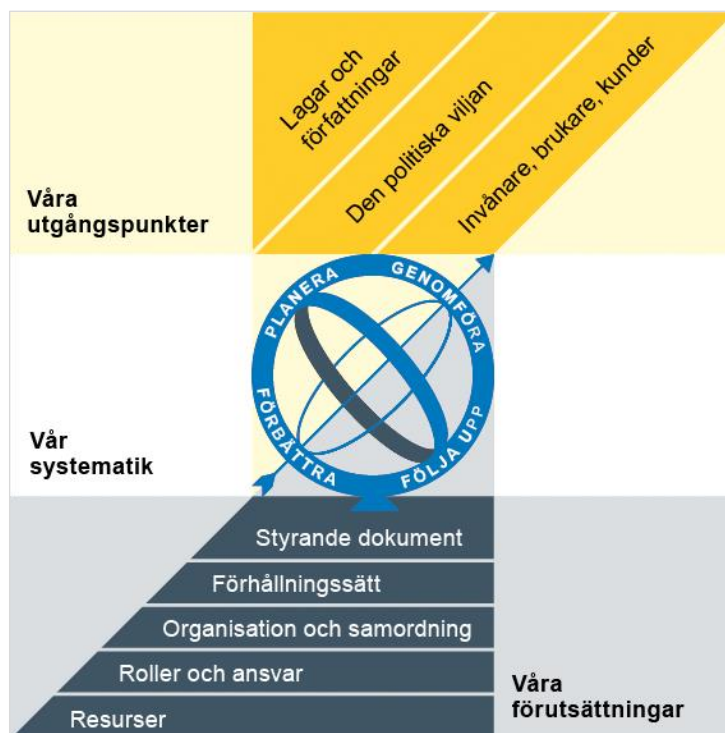 Lagar och
författningar
Den politiska viljan
Invånare, brukare, kunder
Våra
utgångspunkter
PLANERA
GENOMFÖRA
FÖLJA UPP
FÖRBÄTTRA
Vår
systematik
Styrande dokument
Förhållningssätt
Organisation och samordning
Roller och ansvar
Resurser
Våra
förutsättningar